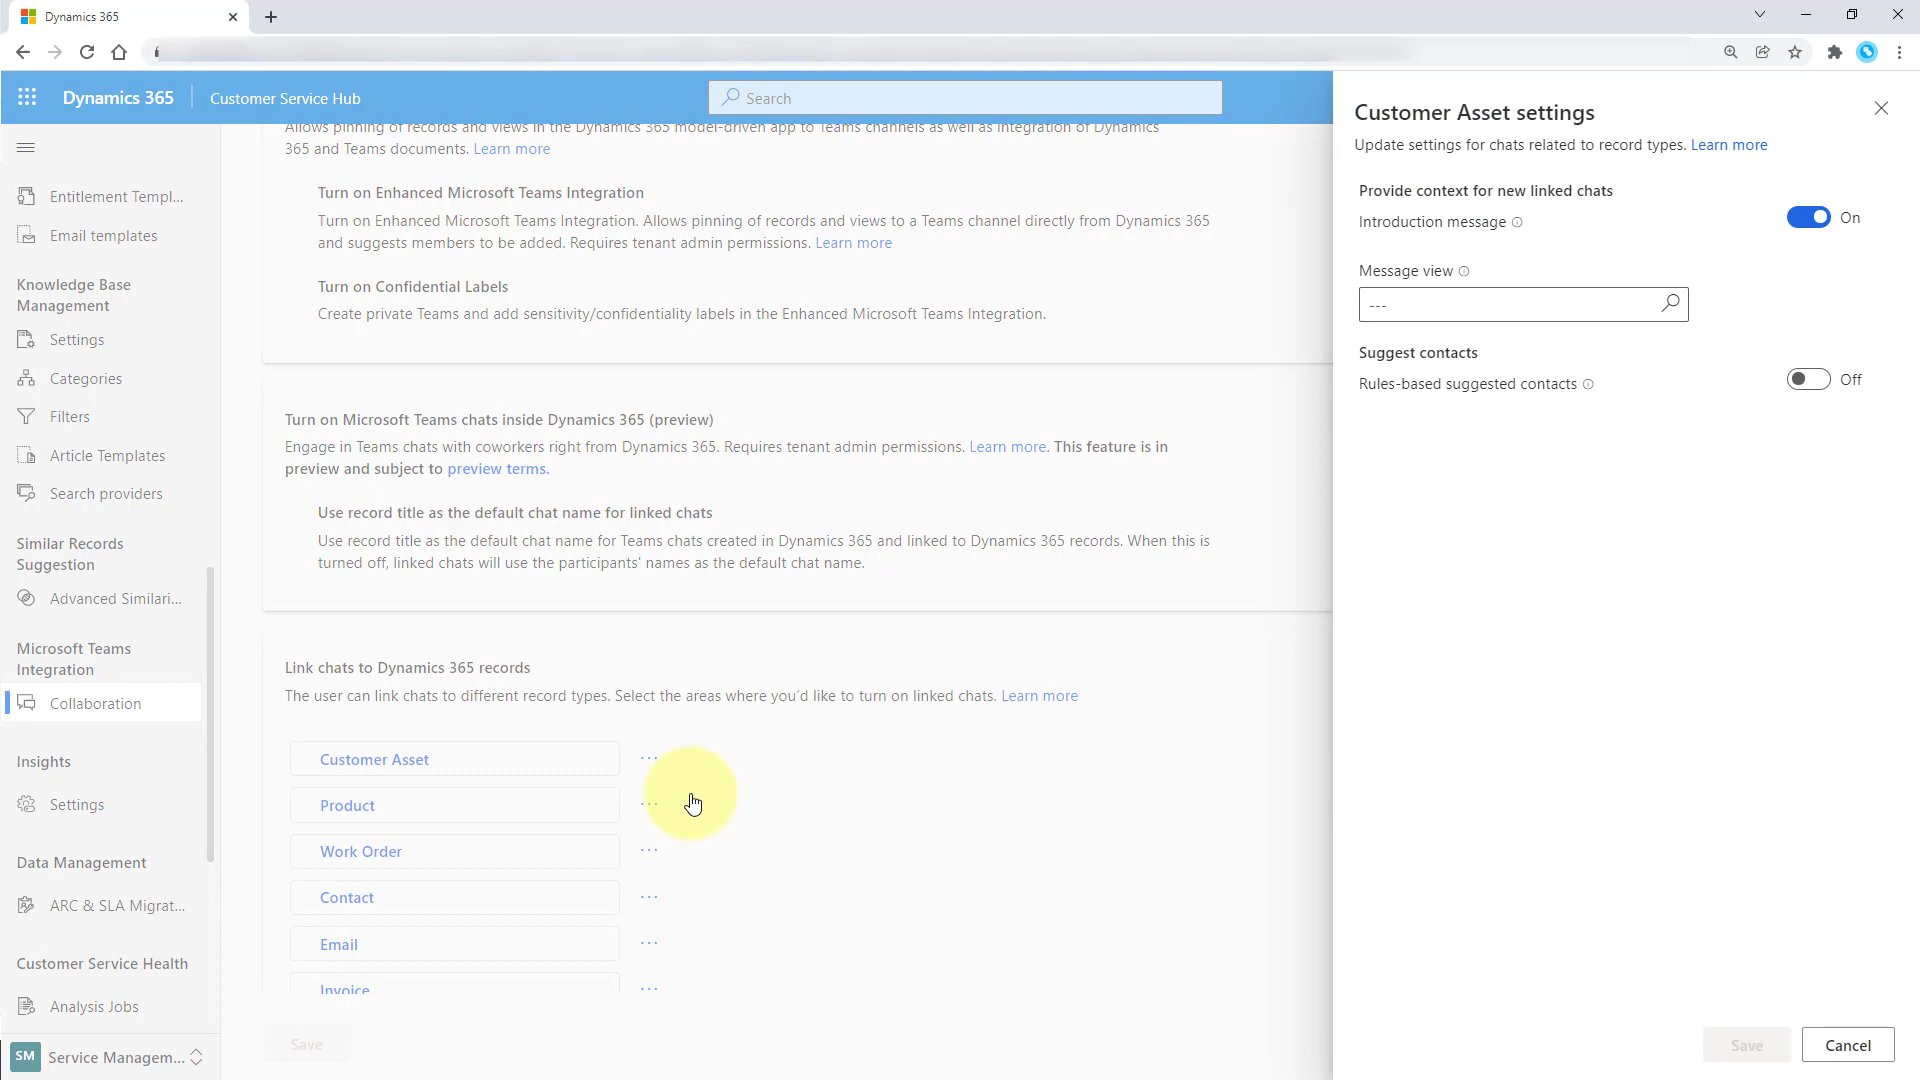 Dynamics 365
Dynamics 365
Customer Service Hub
Search
Entitlement Templ...
Email templates
Knowledge Base
Management
Settings
Categories
Filters
Article Templates
Search providers
Similar Records
Suggestion
Advanced Similari...
Microsoft Teams
Integration
Collaboration
Insights
Settings
Data Management
ARC & SLA Migrat...
Customer Service Health
Analysis Jobs
SM
Service Managem...
Allows pinning of records and views in the Dynamics 365 model-driven app to Teams channels as well as integration of Dynamics
365 and Teams documents. Learn more
Turn on Enhanced Microsoft Teams Integration
Turn on Enhanced Microsoft Teams Integration. Allows pinning of records and views to a Teams channel directly from Dynamics 365
and suggests members to be added. Requires tenant admin permissions. Learn more
Turn on Confidential Labels
Create private Teams and add sensitivity/confidentiality labels in the Enhanced Microsoft Teams Integration.
Turn on Microsoft Teams chats inside Dynamics 365 (preview)
Engage in Teams chats with coworkers right from Dynamics 365. Requires tenant admin permissions. Learn more. This feature is in
preview and subject to preview terms.
Use record title as the default chat name for linked chats
Use record title as the default chat name for Teams chats created in Dynamics 365 and linked to Dynamics 365 records. When this is
turned off, linked chats will use the participants' names as the default chat name.
Link chats to Dynamics 365 records
The user can link chats to different record types. Select the areas where you'd like to turn on linked chats. Learn more
Customer Asset
...
Product
...
Work Order
...
Contact
...
Email
...
Invoice
...
Save
Customer Asset settings
Update settings for chats related to record types. Learn more
Provide context for new linked chats
Introduction message
On
Message view
---
Suggest contacts
Rules-based suggested contacts
Off
Save
Cancel